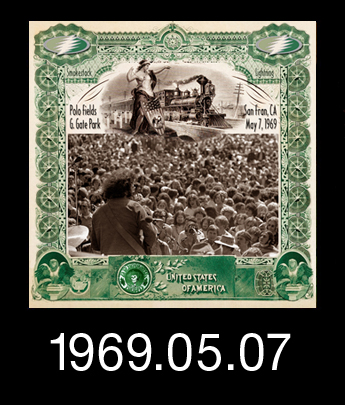 Smokestack Lightning
Polo Fields San Fran, CA
G. Gate Park May 7, 1969
UNITED STATES
OF AMERICA
1969.05.07